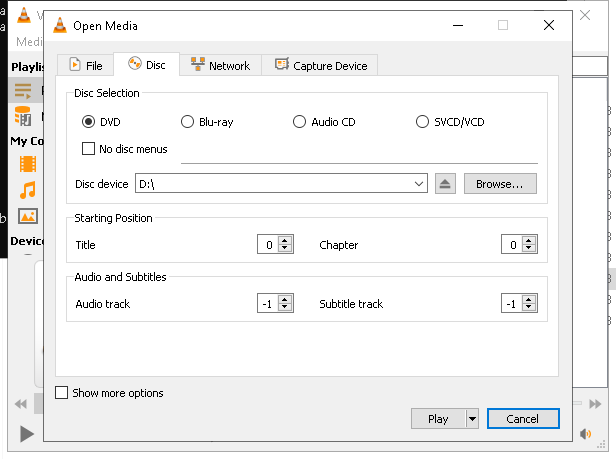 Open Media
Medi
File
Disc
Network
Capture Device
Playlis
Disc Selection
DVD
Blu-ray
Audio CD
SVCD/VCD
No disc menus
My Co
Disc device
D:\
Browse...
Starting Position
Title
0
Chapter
0
Device
Audio and Subtitles
Audio track
-1
Subtitle track
-1
Show more options
Play
Cancel